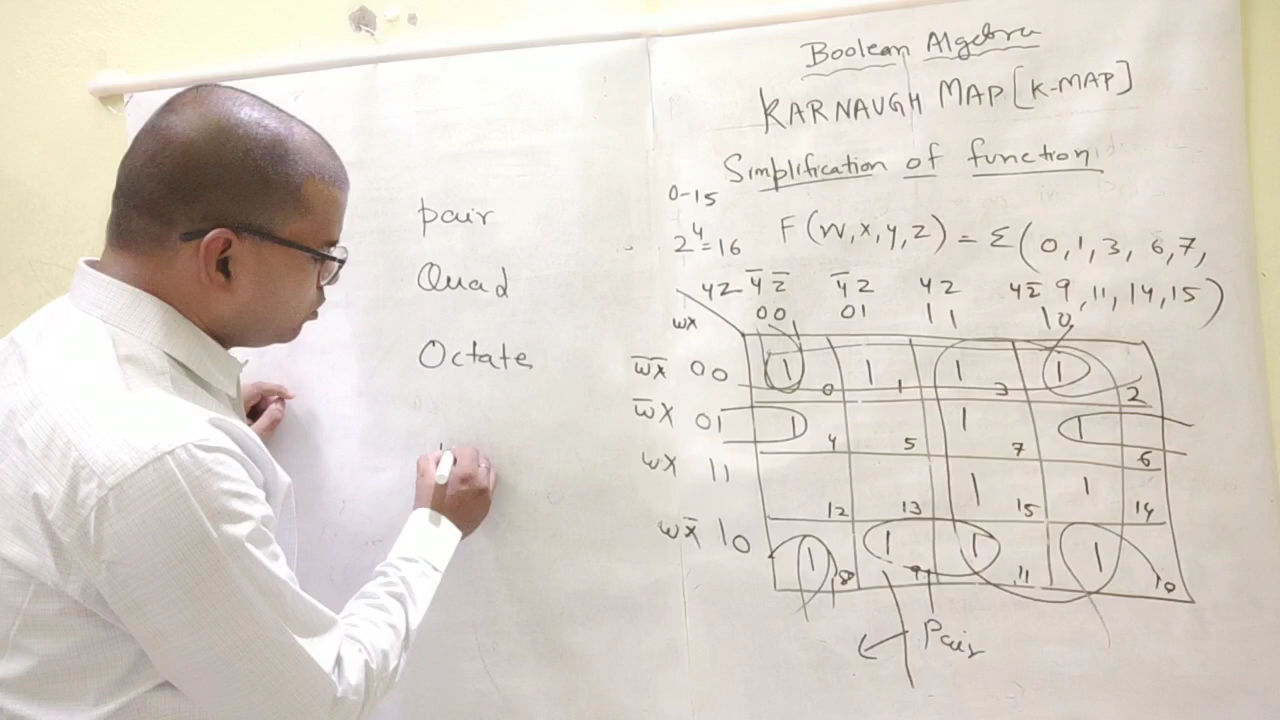 Boolean Algebra
KARNAUGH MAP [K-MAP]
Simplification of function
0-15
2⁴=16 F(W,X,Y,Z) = Σ(0,1,3, 6,7,
9,11,14,15)
pair
Quad
Octate
yz y̅z̅ y̅z yz yz̅
wx 00 01 11 10
w̅x̅ 00 1 0 1 1 1 3 1 2
w̅x 01 1 4 5 1 7 1 6
wx 11 12 13 1 15 1 14
wx̅ 10 1 8 1 9 1 11 1 10
Pair